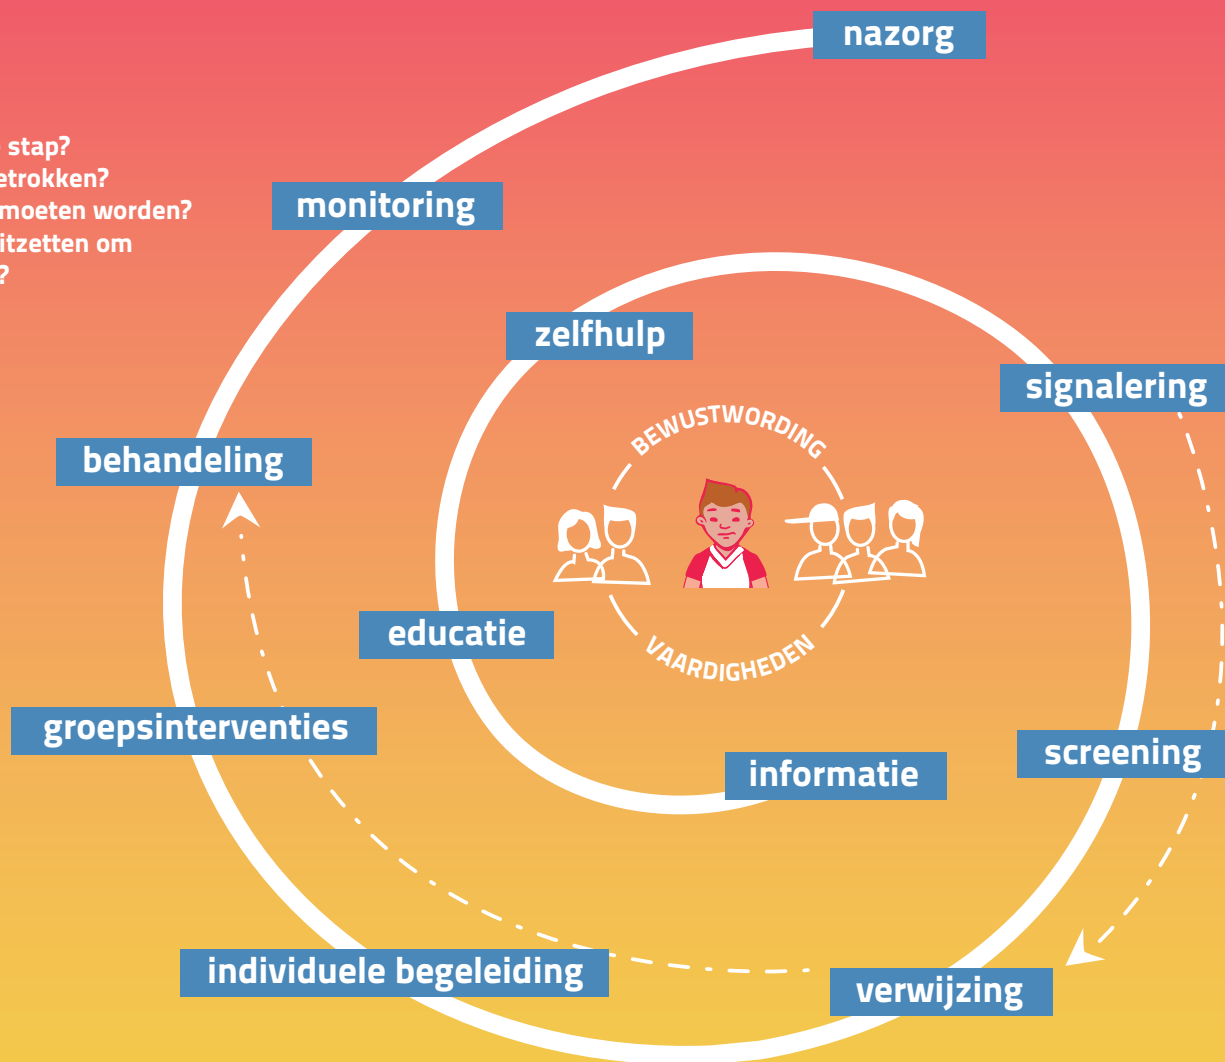 nazorg
stap?
moeten worden?
itzetten om
?
monitoring
zelfhulp
signalering
BEWUSTWORDING
behandeling
educatie
VAARDIGHEDEN
groepsinterventies
screening
informatie
individuele begeleiding
verwijzing